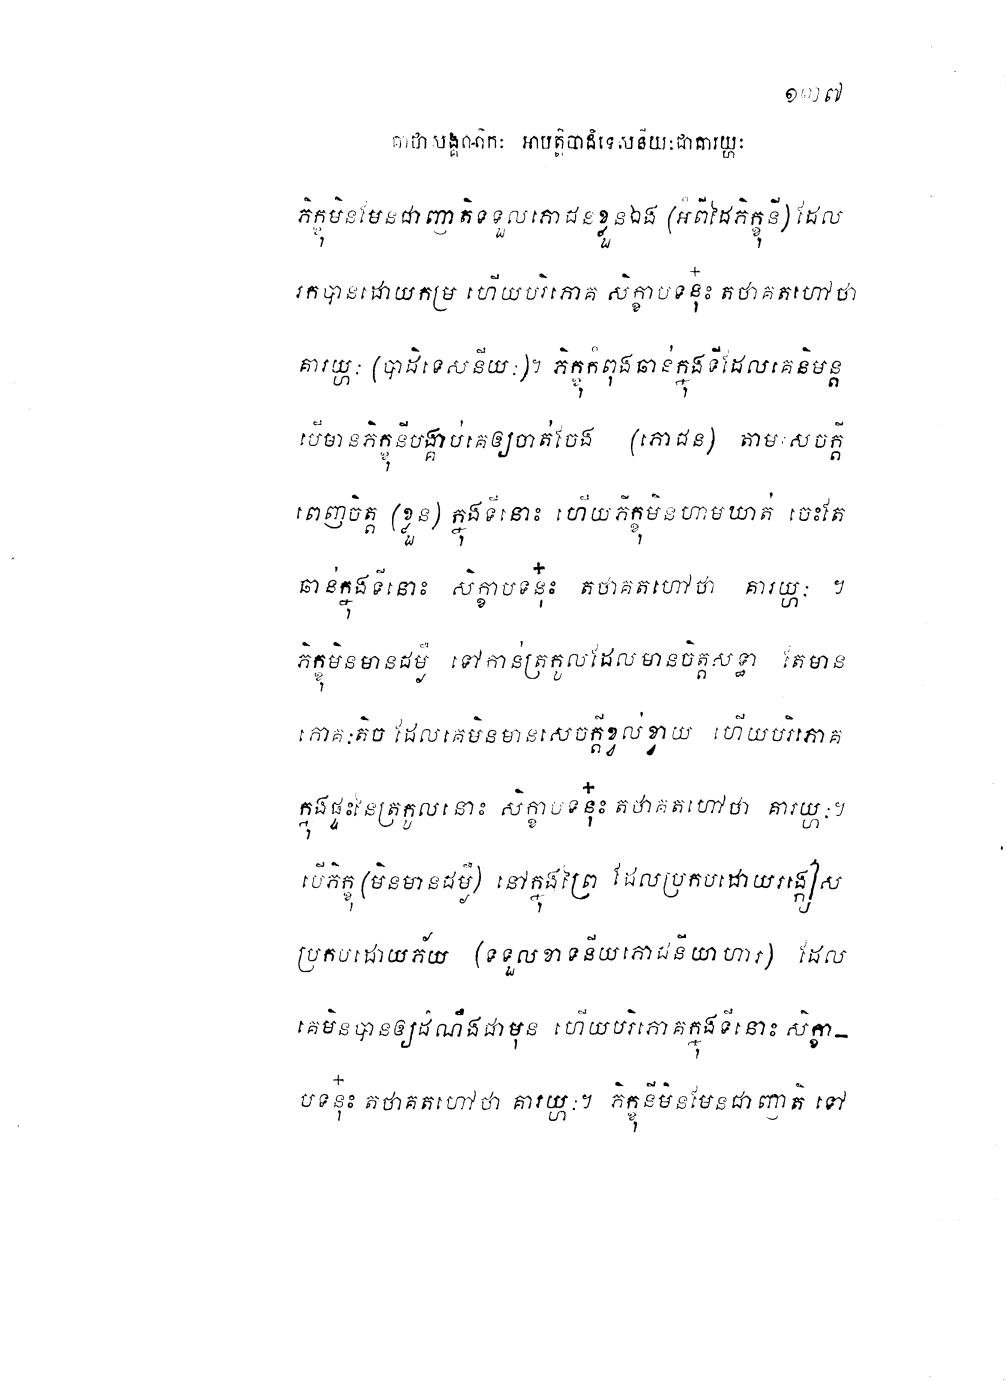 ១៣៧
គាថាសង្គណិកៈ អាបត្តិបាដិទេសនីយៈជាគារយ្ហៈ
ភិក្ខុមិនមែនជាញាតិទទួលភោជនខ្លួនឯង (អំពីដៃភិក្ខុនី) ដែល
រកបានដោយកម្រ ហើយបរិភោគ សិក្ខាបទនុ៎ះ តថាគតហៅថា
គារយ្ហៈ (បាដិទេសនីយៈ)។ ភិក្ខុកំពុងឆាន់ក្នុងទីដែលគេនិមន្ត
បើមានភិក្ខុនីបង្គាប់គេឲ្យចាត់ចែង (ភោជន) តាមសេចក្តី
ពេញចិត្ត (ខ្លួន) ក្នុងទីនោះ ហើយភិក្ខុមិនហាមឃាត់ ចេះតែ
ឆាន់ក្នុងទីនោះ សិក្ខាបទនុ៎ះ តថាគតហៅថា គារយ្ហៈ ។
ភិក្ខុមិនមានជម្ងឺ ទៅកាន់ត្រកូលដែលមានចិត្តសទ្ធា តែមាន
ភោគៈតិច ដែលគេមិនមានសេចក្តីខ្វល់ខ្វាយ ហើយបរិភោគ
ក្នុងផ្ទះនៃត្រកូលនោះ សិក្ខាបទនុ៎ះ តថាគតហៅថា គារយ្ហៈ។
បើភិក្ខុ (មិនមានជម្ងឺ) នៅក្នុងព្រៃ ដែលប្រកបដោយរង្កៀស
ប្រកបដោយភ័យ (ទទួលខាទនីយភោជនីយាហារ) ដែល
គេមិនបានឲ្យដំណឹងជាមុន ហើយបរិភោគក្នុងទីនោះ សិក្ខា-
បទនុ៎ះ តថាគតហៅថា គារយ្ហៈ។ ភិក្ខុនីមិនមែនជាញាតិ ទៅ